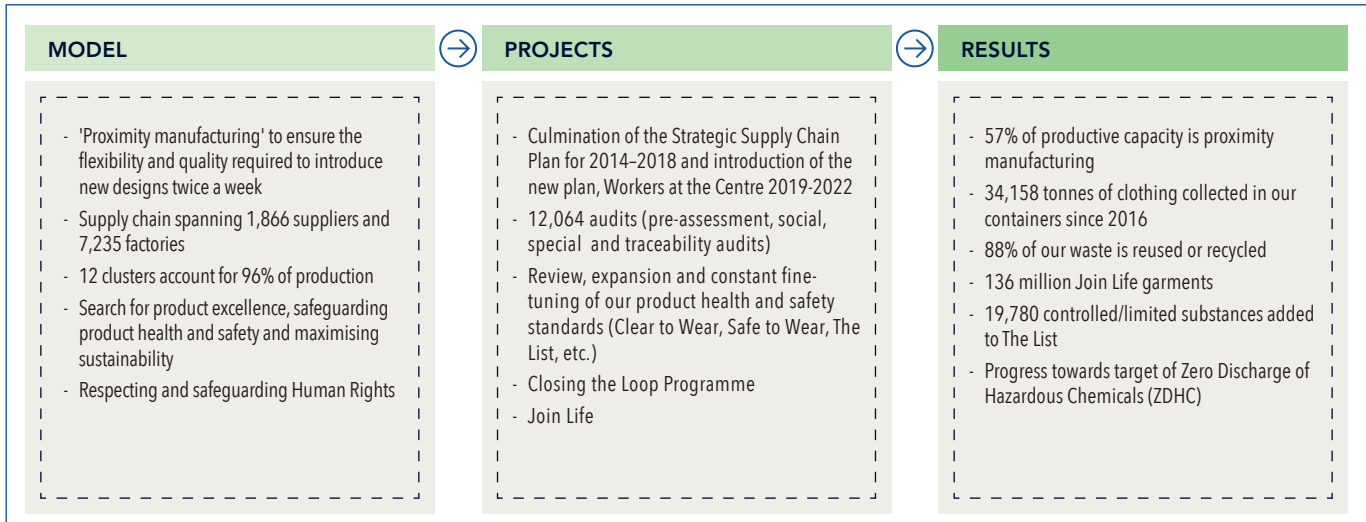 MODEL
- 'Proximity manufacturing' to ensure the
flexibility and quality required to introduce
new designs twice a week
- Supply chain spanning 1,866 suppliers and
7,235 factories
- 12 clusters account for 96% of production
- Search for product excellence, safeguarding
product health and safety and maximising
sustainability
- Respecting and safeguarding Human Rights
PROJECTS
- Culmination of the Strategic Supply Chain
Plan for 2014–2018 and introduction of the
new plan, Workers at the Centre 2019-2022
- 12,064 audits (pre-assessment, social,
special and traceability audits)
- Review, expansion and constant fine-
tuning of our product health and safety
standards (Clear to Wear, Safe to Wear, The
List, etc.)
- Closing the Loop Programme
- Join Life
RESULTS
- 57% of productive capacity is proximity
manufacturing
- 34,158 tonnes of clothing collected in our
containers since 2016
- 88% of our waste is reused or recycled
- 136 million Join Life garments
- 19,780 controlled/limited substances added
to The List
- Progress towards target of Zero Discharge of
Hazardous Chemicals (ZDHC)